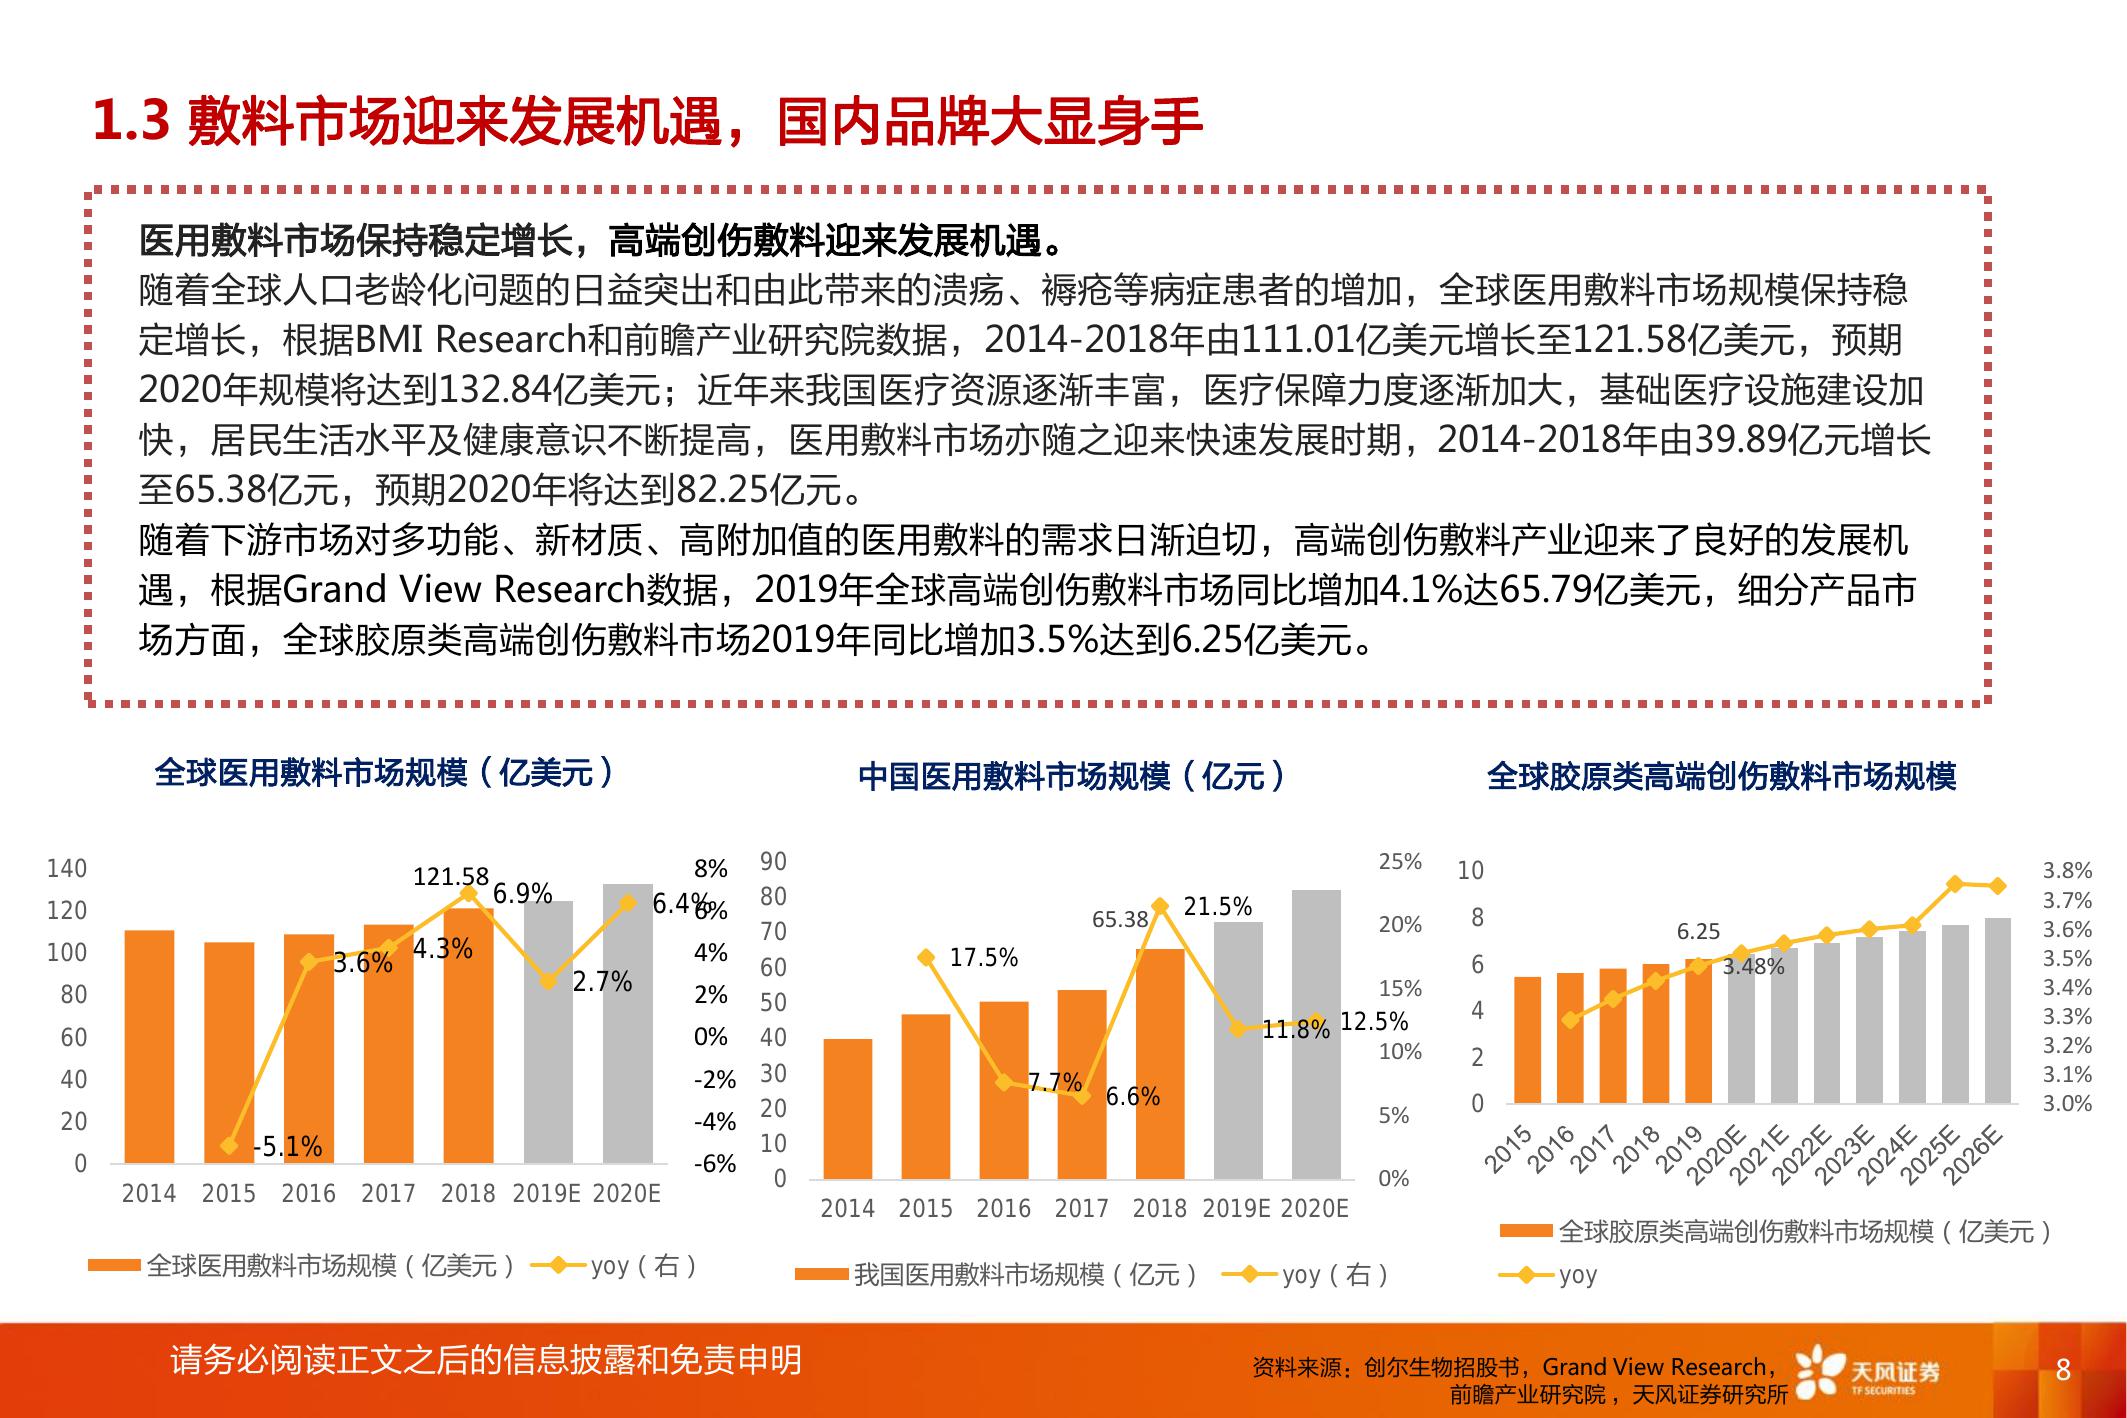 1.3 敷料市场迎来发展机遇，国内品牌大显身手
医用敷料市场保持稳定增长，高端创伤敷料迎来发展机遇。
随着全球人口老龄化问题的日益突出和由此带来的溃疡、褥疮等病症患者的增加，全球医用敷料市场规模保持稳
定增长，根据BMI Research和前瞻产业研究院数据，2014-2018年由111.01亿美元增长至121.58亿美元，预期
2020年规模将达到132.84亿美元；近年来我国医疗资源逐渐丰富，医疗保障力度逐渐加大，基础医疗设施建设加
快，居民生活水平及健康意识不断提高，医用敷料市场亦随之迎来快速发展时期，2014-2018年由39.89亿元增长
至65.38亿元，预期2020年将达到82.25亿元。
随着下游市场对多功能、新材质、高附加值的医用敷料的需求日渐迫切，高端创伤敷料产业迎来了良好的发展机
遇，根据Grand View Research数据，2019年全球高端创伤敷料市场同比增加4.1%达65.79亿美元，细分产品市
场方面，全球胶原类高端创伤敷料市场2019年同比增加3.5%达到6.25亿美元。
全球医用敷料市场规模（亿美元）
140
120
100
80
60
40
20
0
8%
6%
4%
2%
0%
-2%
-4%
-6%
121.58
-5.1%
3.6%
4.3%
6.9%
2.7%
6.4%
2014 2015 2016 2017 2018 2019E 2020E
全球医用敷料市场规模（亿美元） yoy（右）
中国医用敷料市场规模（亿元）
90
80
70
60
50
40
30
20
10
0
25%
20%
15%
10%
5%
0%
65.38
17.5%
7.7%
6.6%
21.5%
11.8%
12.5%
2014 2015 2016 2017 2018 2019E 2020E
我国医用敷料市场规模（亿元） yoy（右）
全球胶原类高端创伤敷料市场规模
10
8
6
4
2
0
3.8%
3.7%
3.6%
3.5%
3.4%
3.3%
3.2%
3.1%
3.0%
6.25
3.48%
2015 2016 2017 2018 2019 2020E 2021E 2022E 2023E 2024E 2025E 2026E
全球胶原类高端创伤敷料市场规模（亿美元）
yoy
请务必阅读正文之后的信息披露和免责申明
资料来源：创尔生物招股书，Grand View Research，
前瞻产业研究院，天风证券研究所
天风证券
TF SECURITIES
8